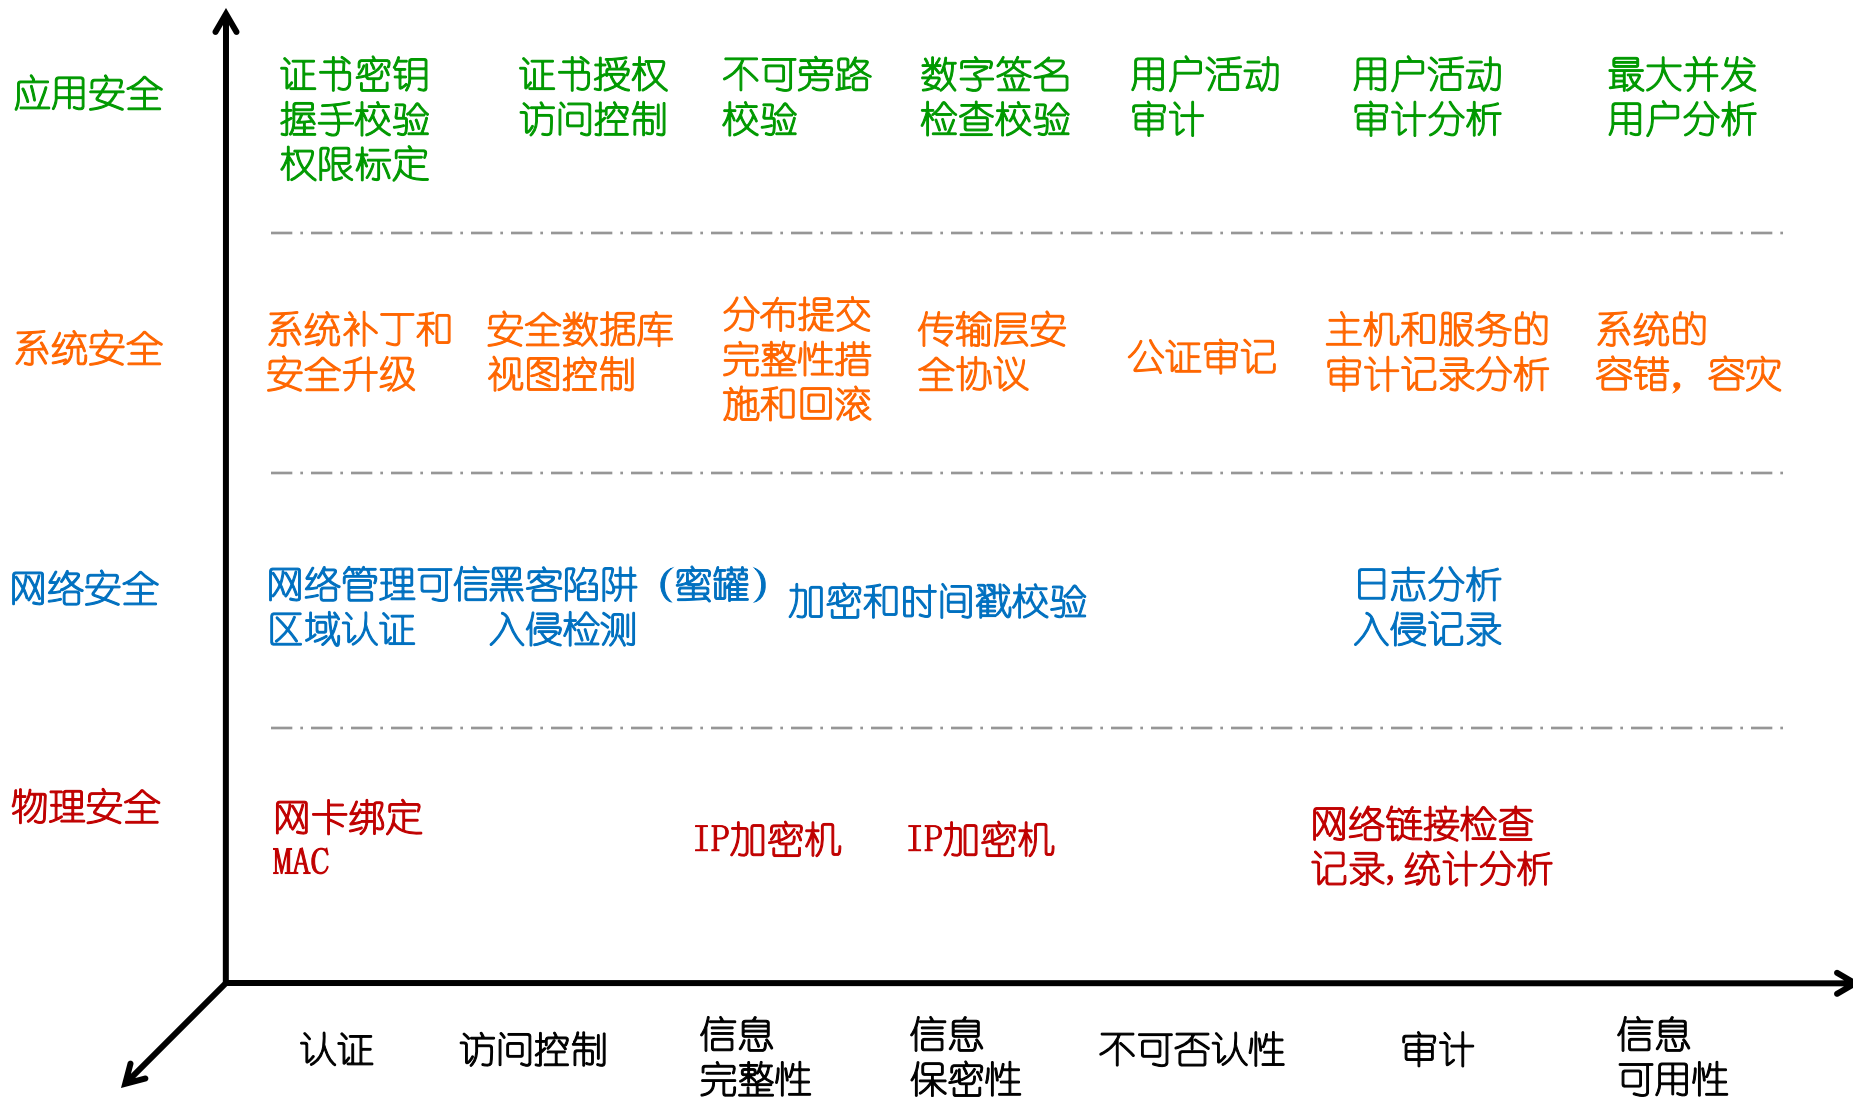 应用安全
证书密钥
握手校验
权限标定
证书授权
访问控制
不可旁路
校验
数字签名
检查校验
用户活动
审计
用户活动
审计分析
最大并发
用户分析
系统安全
系统补丁和
安全升级
安全数据库
视图控制
分布提交
完整性措
施和回滚
传输层安
全协议
公证审记
主机和服务的
审计记录分析
系统的
容错，容灾
网络安全
网络管理可信
区域认证
黑客陷阱（蜜罐）
入侵检测
加密和时间戳校验
日志分析
入侵记录
物理安全
网卡绑定
MAC
IP加密机
IP加密机
网络链接检查
记录,统计分析
认证
访问控制
信息
完整性
信息
保密性
不可否认性
审计
信息
可用性